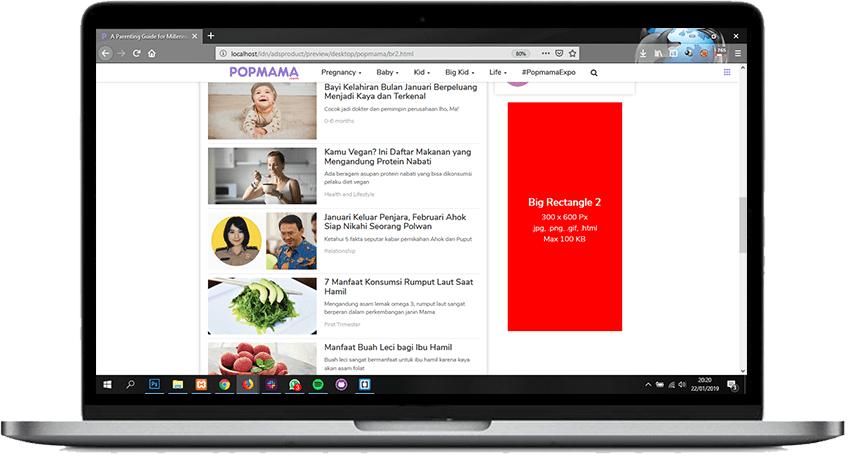 A Parenting Guide for Millenn
localhost/idn/adsproduct/preview/desktop/popmama/br2.html
80%
POPMAMA
.com
Pregnancy
Baby
Kid
Big Kid
Life
#PopmamaExpo
Bayi Kelahiran Bulan Januari Berpeluang
Menjadi Kaya dan Terkenal
Cocok jadi dokter dan pemimpin perusahaan lho, Ma!
0-6 months
Kamu Vegan? Ini Daftar Makanan yang
Mengandung Protein Nabati
Ada beragam asupan protein nabati yang bisa dikonsumsi
pelaku diet vegan
Health and Lifestyle
Januari Keluar Penjara, Februari Ahok
Siap Nikahi Seorang Polwan
Ketahui 5 fakta seputar kabar pernikahan Ahok dan Puput
Relationship
7 Manfaat Konsumsi Rumput Laut Saat
Hamil
Mengandung asam lemak omega 3, rumput laut sangat
berperan dalam perkembangan janin Mama
First Trimester
Manfaat Buah Leci bagi Ibu Hamil
Buah leci sangat bermanfaat untuk ibu hamil karena kaya
akan asam folat
Big Rectangle 2
300 x 600 Px
.jpg, .png, .gif, .html
Max 100 KB
Ps
20:20
22/01/2019